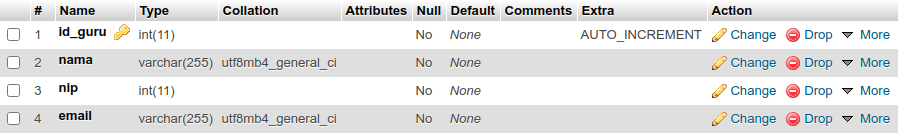 # Name Type Collation Attributes Null Default Comments Extra Action
1 id_guru int(11) No None AUTO_INCREMENT Change Drop More
2 nama varchar(255) utf8mb4_general_ci No None Change Drop More
3 nip int(11) No None Change Drop More
4 email varchar(255) utf8mb4_general_ci No None Change Drop More